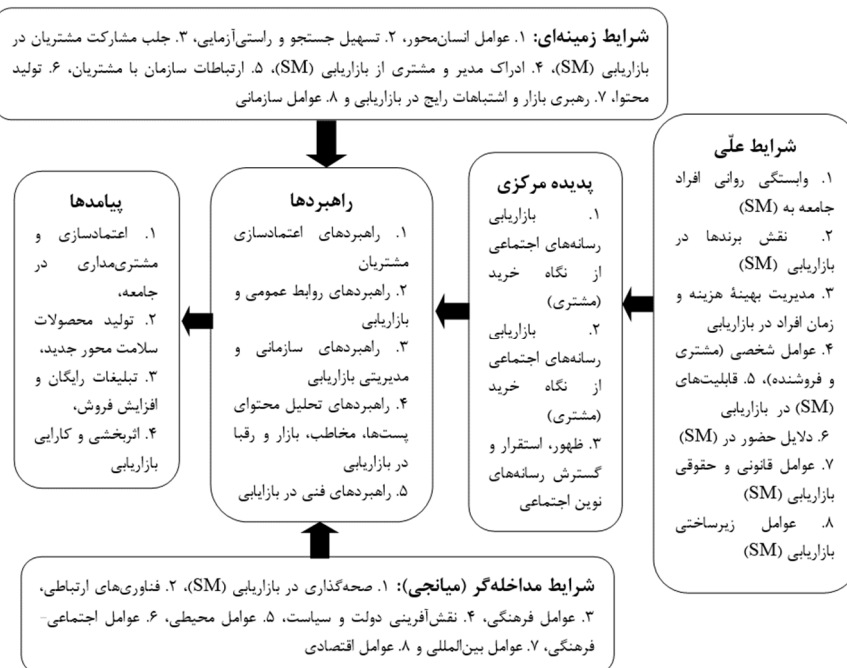 شرایط زمینه‌ای: ۱. عوامل انسان‌محور، ۲. تسهیل جستجو و راستی‌آزمایی، ۳. جلب مشارکت مشتریان در
بازاریابی (SM)، ۴. ادراک مدیر و مشتری از بازاریابی (SM)، ۵. ارتباطات سازمان با مشتریان، ۶. تولید
محتوا، ۷. رهبری بازار و اشتباهات رایج در بازاریابی و ۸. عوامل سازمانی
شرایط علّی
۱. وابستگی روانی افراد
جامعه به (SM)
۲. نقش برندها در
بازاریابی (SM)
۳. مدیریت بهینۀ هزینه و
زمان افراد در بازاریابی
۴. عوامل شخصی (مشتری
و فروشنده)، ۵. قابلیت‌های
(SM) در بازاریابی
۶. دلایل حضور در (SM)
۷. عوامل قانونی و حقوقی
بازاریابی (SM)
۸. عوامل زیرساختی
بازاریابی (SM)
پدیده مرکزی
۱. بازاریابی
رسانه‌های اجتماعی
از نگاه خرید
(مشتری)
۲. بازاریابی
رسانه‌های اجتماعی
از نگاه خرید
(مشتری)
۳. ظهور، استقرار و
گسترش رسانه‌های
نوین اجتماعی
راهبردها
۱. راهبردهای اعتمادسازی
مشتریان
۲. راهبردهای روابط عمومی و
بازاریابی
۳. راهبردهای سازمانی و
مدیریتی بازاریابی
۴. راهبردهای تحلیل محتوای
پست‌ها، مخاطب، بازار و رقبا
در بازاریابی
۵. راهبردهای فنی در بازایابی
پیامدها
۱. اعتمادسازی و
مشتری‌مداری در
جامعه،
۲. تولید محصولات
سلامت محور جدید،
۳. تبلیغات رایگان و
افزایش فروش،
۴. اثربخشی و کارایی
بازاریابی
شرایط مداخله‌گر (میانجی): ۱. صحه‌گذاری در بازاریابی (SM)، ۲. فناوری‌های ارتباطی،
۳. عوامل فرهنگی، ۴. نقش‌آفرینی دولت و سیاست، ۵. عوامل محیطی، ۶. عوامل اجتماعی-
فرهنگی، ۷. عوامل بین‌المللی و ۸. عوامل اقتصادی